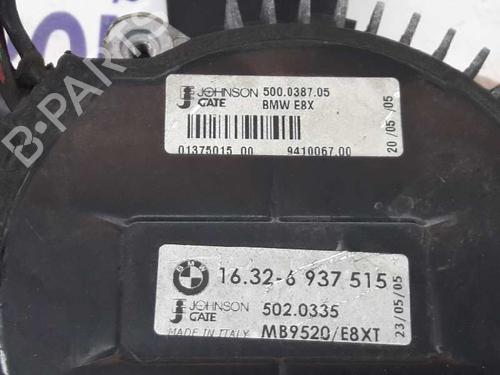 JOHNSON 500.0387.05
GATE BMW E8X
01375015 00 9410067.00
20/05/05
B-PARTS
BMW
16.32-6 937 515
JOHNSON 502.0335
GATE
MADE IN ITALY MB9520/E8XT
23/05/05